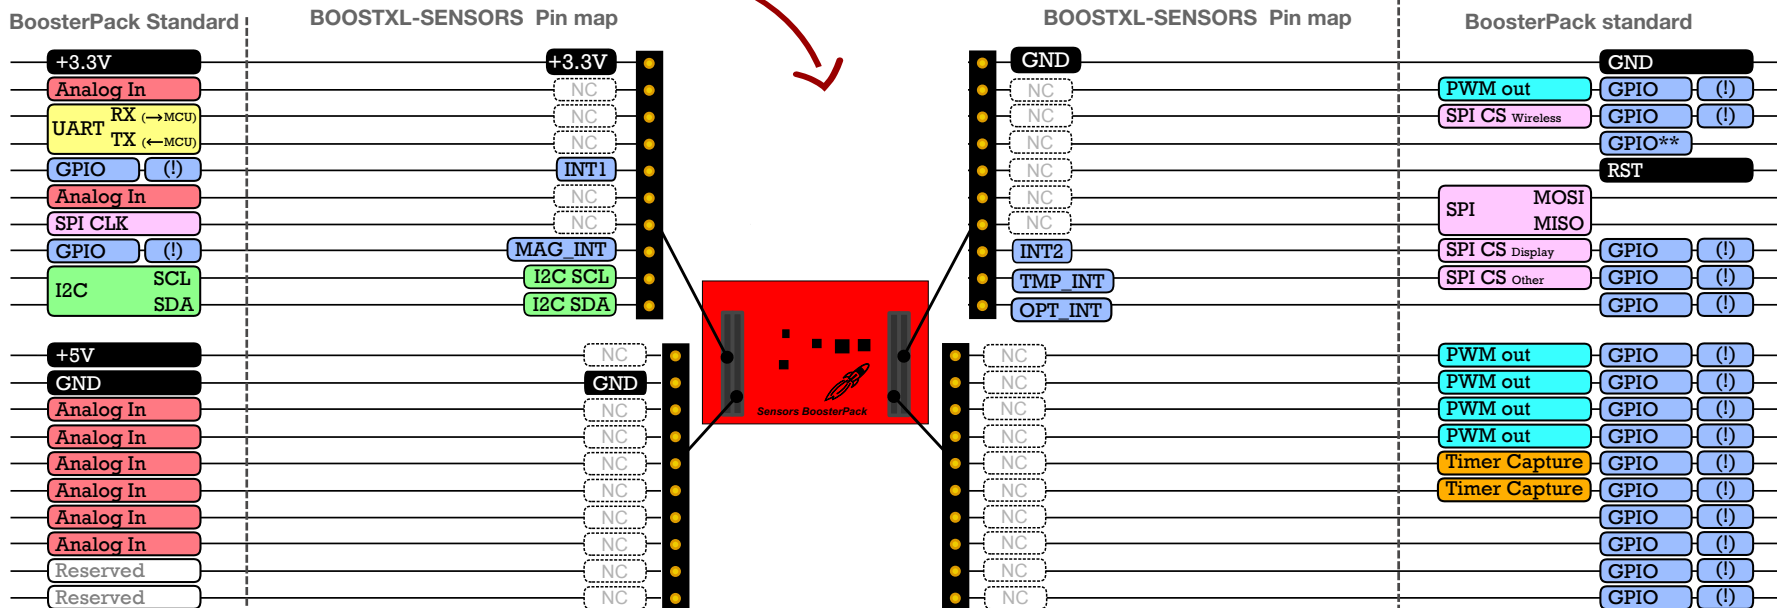 BoosterPack Standard BOOSTXL-SENSORS Pin map BOOSTXL-SENSORS Pin map BoosterPack standard
+3.3V +3.3V GND GND
Analog In NC NC PWM out GPIO (!)
UART RX (→MCU) NC NC SPI CS Wireless GPIO (!)
TX (←MCU) NC NC GPIO**
GPIO (!) INT1 NC RST
Analog In NC NC SPI MOSI
SPI CLK NC NC MISO
GPIO (!) MAG_INT INT2 SPI CS Display GPIO (!)
I2C SCL I2C SCL TMP_INT SPI CS Other GPIO (!)
SDA I2C SDA OPT_INT GPIO (!)
+5V NC NC PWM out GPIO (!)
GND GND NC PWM out GPIO (!)
Analog In NC NC PWM out GPIO (!)
Analog In NC NC PWM out GPIO (!)
Analog In NC NC Timer Capture GPIO (!)
Analog In NC NC Timer Capture GPIO (!)
Analog In NC NC GPIO (!)
Analog In NC NC GPIO (!)
Reserved NC NC GPIO (!)
Reserved NC NC GPIO (!)
Sensors BoosterPack